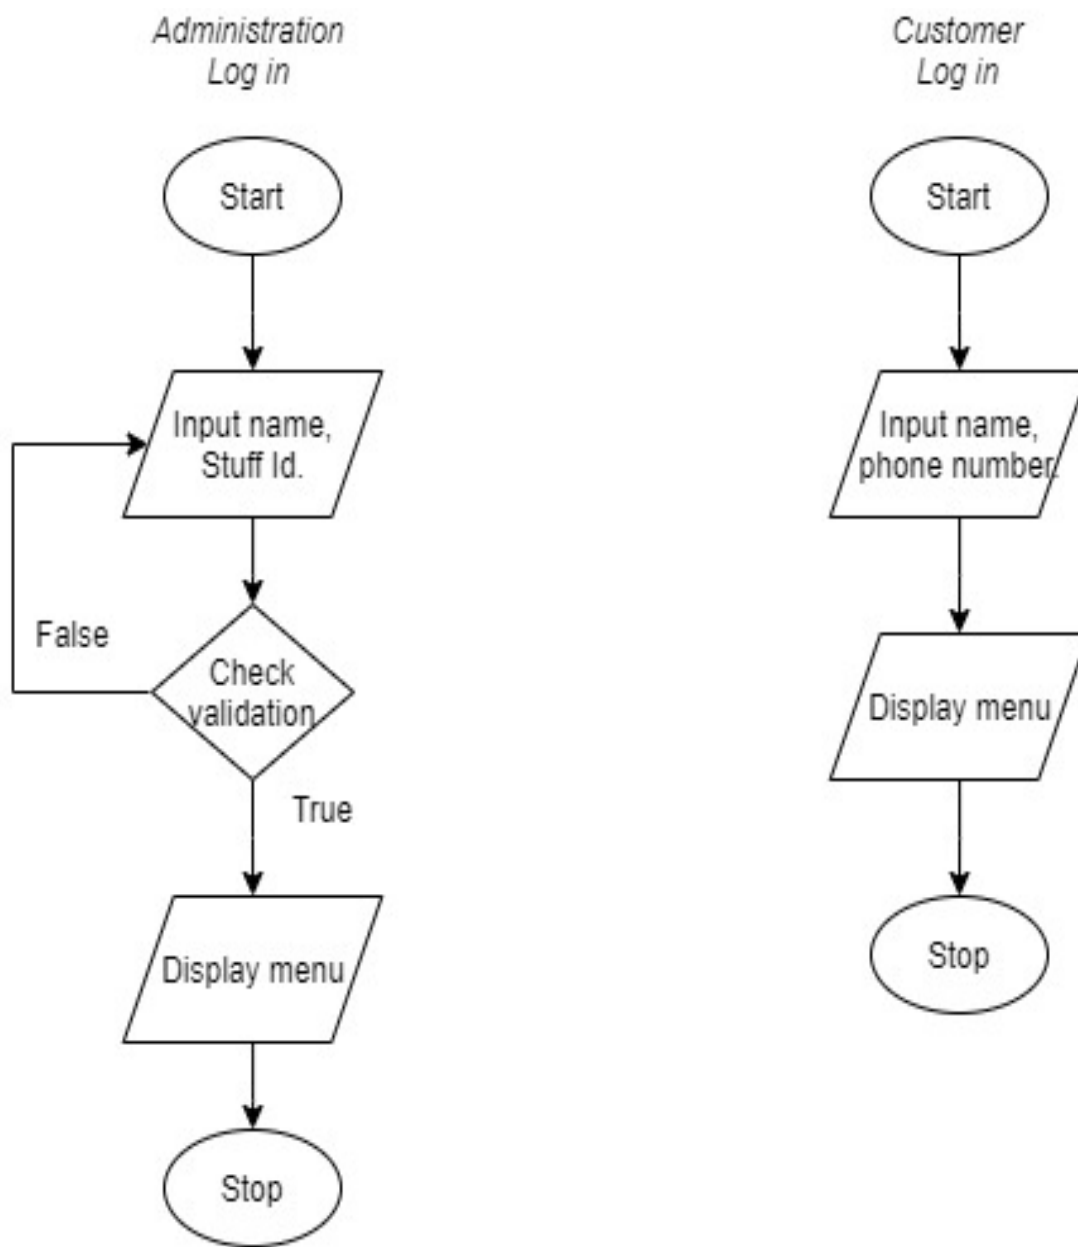 Administration
Log in
Start
Input name,
Stuff Id.
False
Check
validation
True
Display menu
Stop
Customer
Log in
Start
Input name,
phone number.
Display menu
Stop